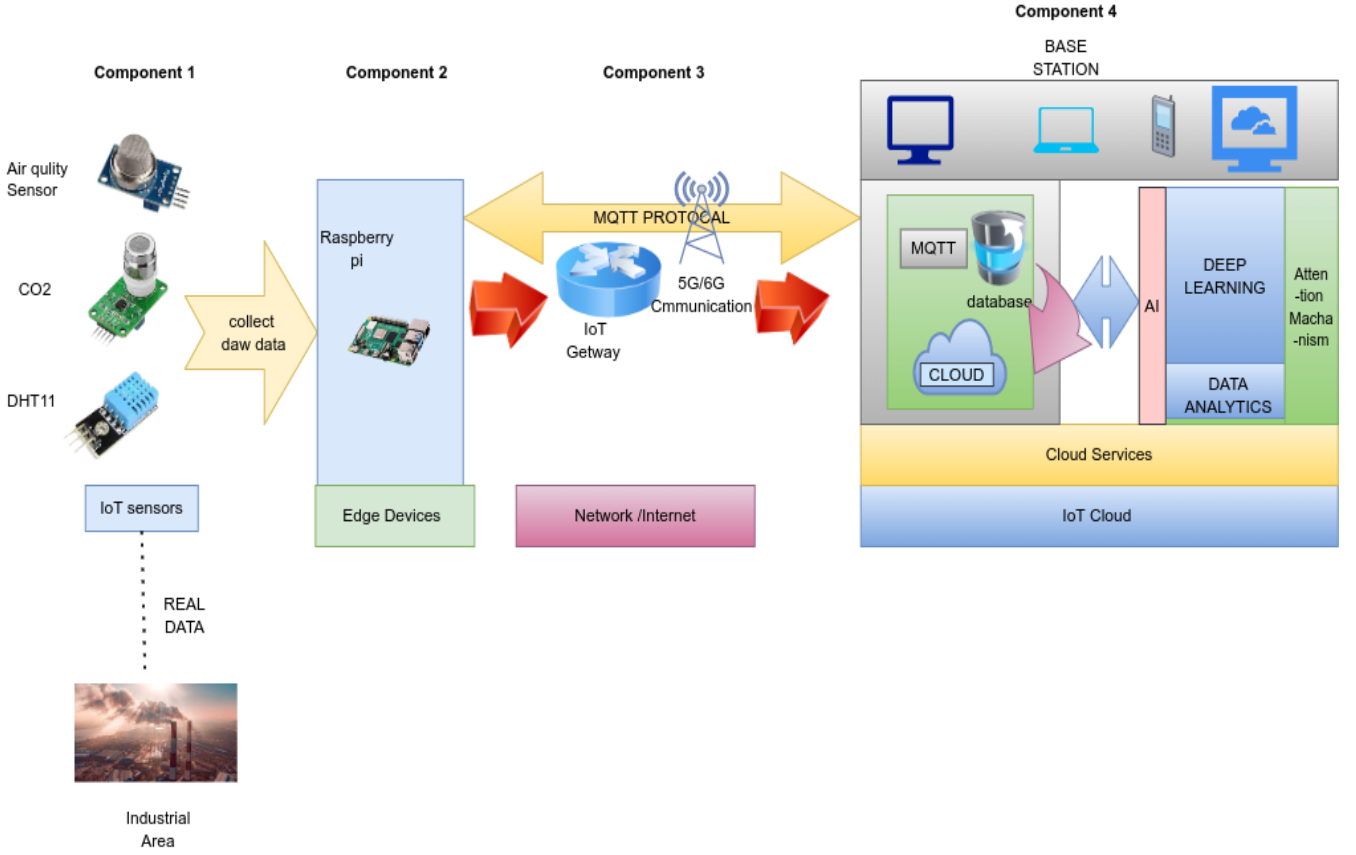 Component 1
Component 2
Component 3
Component 4
BASE
STATION
Air qulity
Sensor
CO2
DHT11
collect
daw data
Raspberry
pi
MQTT PROTOCAL
IoT
Getway
5G/6G
Cmmunication
MQTT
database
CLOUD
AI
DEEP
LEARNING
DATA
ANALYTICS
Atten
-tion
Macha
-nism
Cloud Services
IoT sensors
Edge Devices
Network /Internet
IoT Cloud
REAL
DATA
Industrial
Area